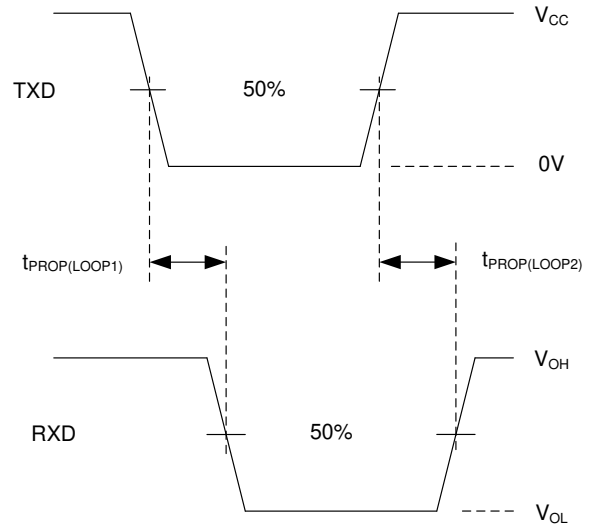 V_CC
TXD
50%
0V
t_PROP(LOOP1)
t_PROP(LOOP2)
V_OH
RXD
50%
V_OL